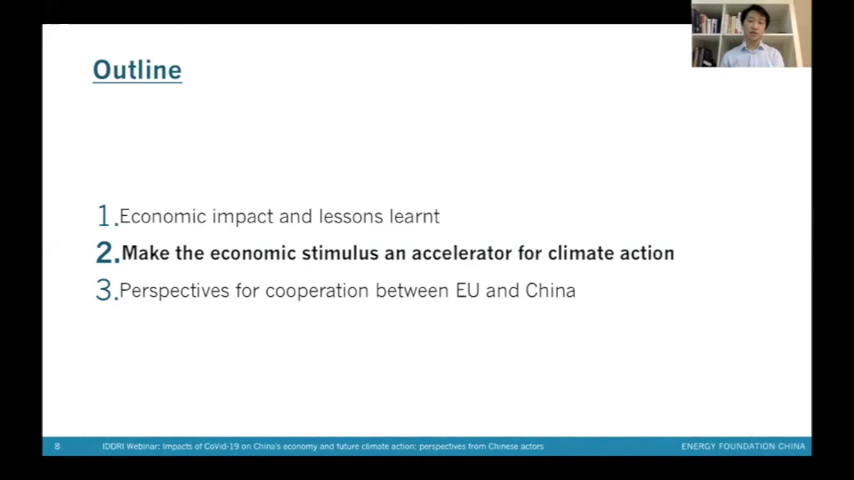 Outline
1. Economic impact and lessons learnt
2. Make the economic stimulus an accelerator for climate action
3. Perspectives for cooperation between EU and China
8 IDDRI Webinar: Impacts of CoVid-19 on China's economy and future climate action: perspectives from Chinese actors ENERGY FOUNDATION CHINA